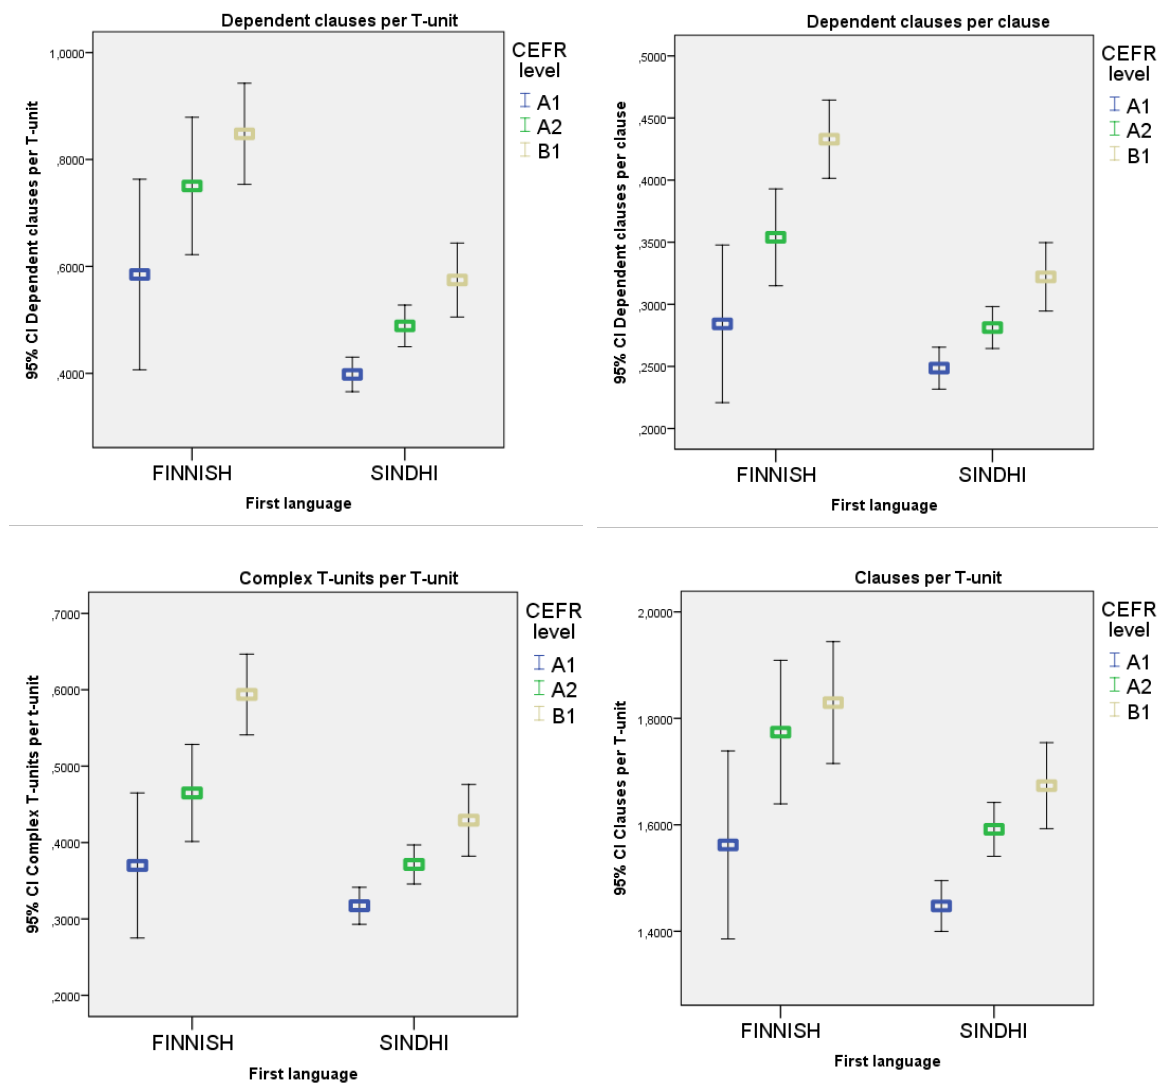 Dependent clauses per T-unit
95% CI Dependent clauses per T-unit
1,0000
,8000
,6000
,4000
FINNISH
SINDHI
First language
CEFR
level
A1
A2
B1
Dependent clauses per clause
95% CI Dependent clauses per clause
,5000
,4500
,4000
,3500
,3000
,2500
,2000
FINNISH
SINDHI
First language
CEFR
level
A1
A2
B1
Complex T-units per T-unit
95% CI Complex T-units per t-unit
,7000
,6000
,5000
,4000
,3000
,2000
FINNISH
SINDHI
First language
CEFR
level
A1
A2
B1
Clauses per T-unit
95% CI Clauses per T-unit
2,0000
1,8000
1,6000
1,4000
FINNISH
SINDHI
First language
CEFR
level
A1
A2
B1